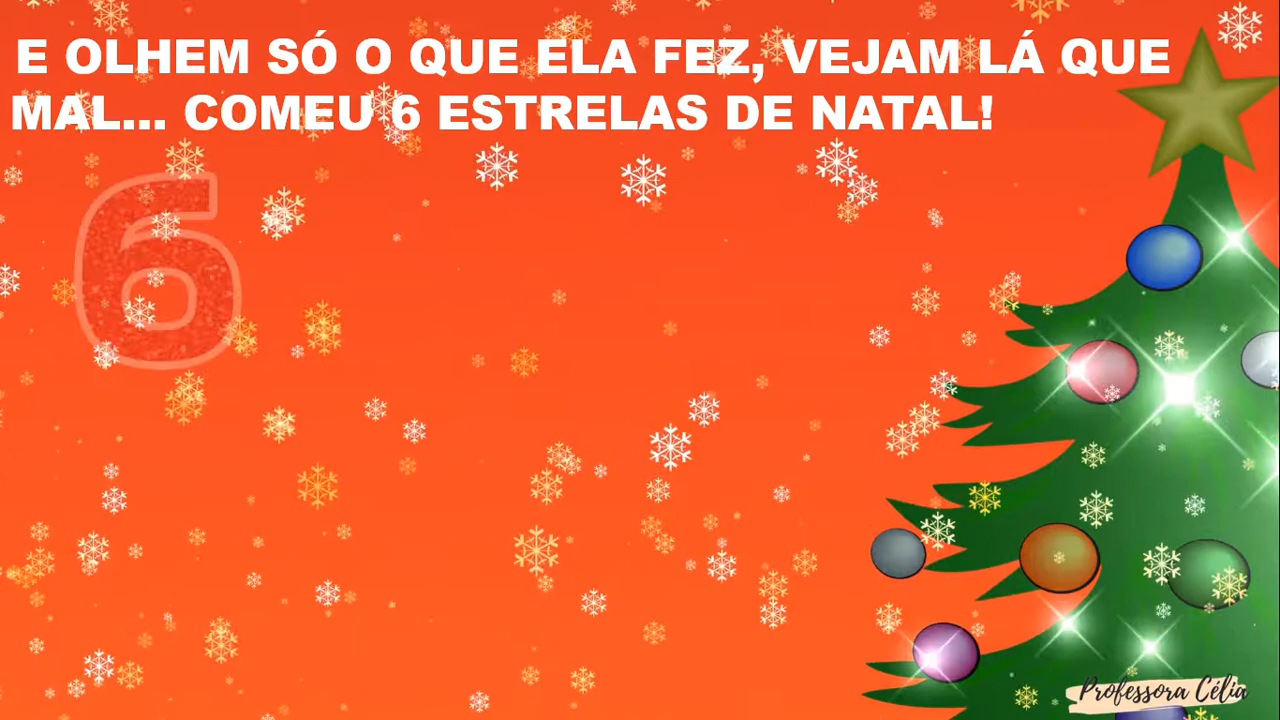 E OLHEM SÓ O QUE ELA FEZ, VEJAM LÁ QUE
MAL... COMEU 6 ESTRELAS DE NATAL!
6
Professora Célia